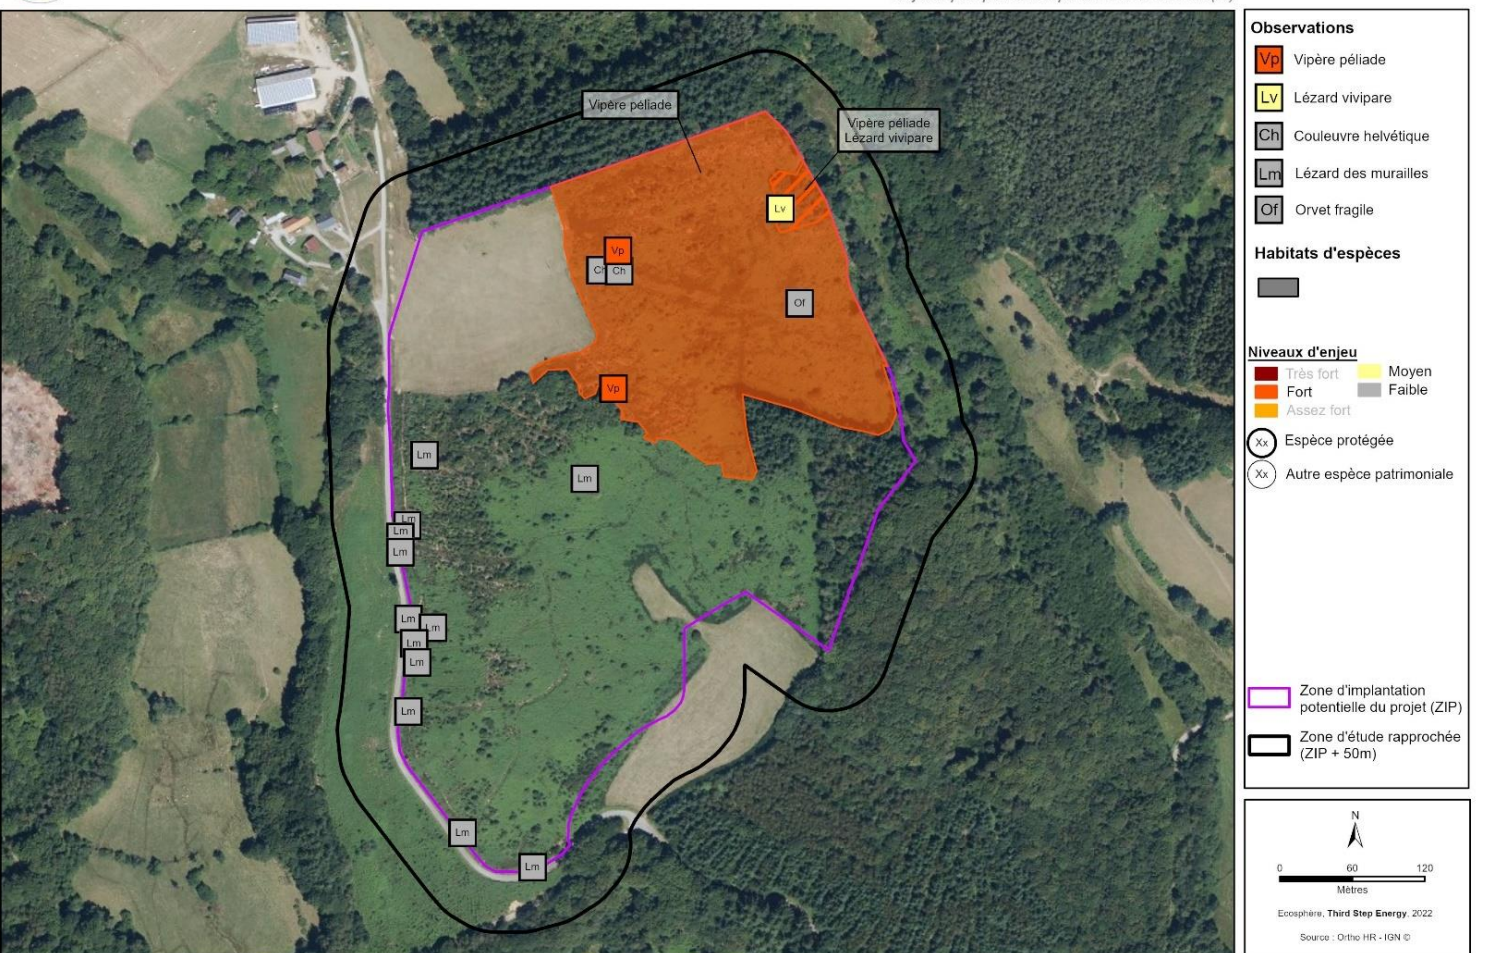 Vipère péliade
Vipère péliade
Lézard vivipare
Lv
Vp
Ch
Ch
Of
Vp
Lm
Lm
Lm
Lm
Lm
Lm
Lm
Lm
Lm
Lm
Lm
Lm
Observations
Vp Vipère péliade
Lv Lézard vivipare
Ch Couleuvre helvétique
Lm Lézard des murailles
Of Orvet fragile
Habitats d'espèces
Niveaux d'enjeu
Très fort
Moyen
Fort
Faible
Assez fort
Xx Espèce protégée
Xx Autre espèce patrimoniale
Zone d'implantation
potentielle du projet (ZIP)
Zone d'étude rapprochée
(ZIP + 50m)
N
0 60 120
Mètres
Ecosphère, Third Step Energy, 2022
Source : Ortho HR - IGN ©